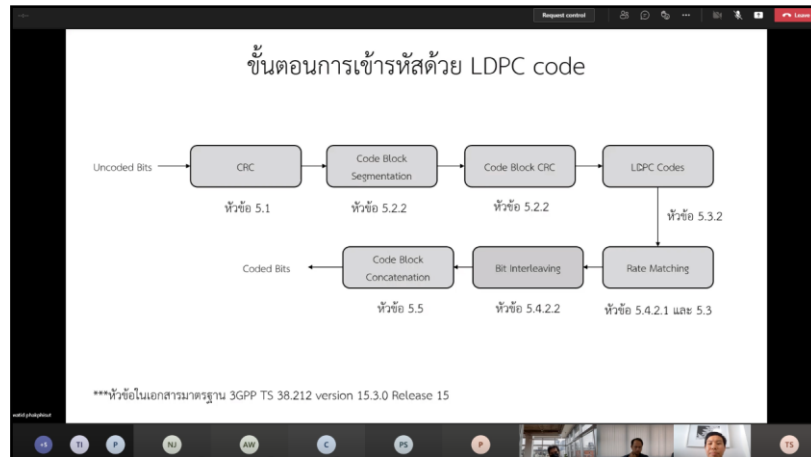 Request control
Leave
ขั้นตอนการเข้ารหัสด้วย LDPC code
Uncoded Bits
CRC
Code Block
Segmentation
Code Block CRC
LDPC Codes
หัวข้อ 5.1
หัวข้อ 5.2.2
หัวข้อ 5.2.2
หัวข้อ 5.3.2
Coded Bits
Code Block
Concatenation
Bit Interleaving
Rate Matching
หัวข้อ 5.5
หัวข้อ 5.4.2.2
หัวข้อ 5.4.2.1 และ 5.3
***หัวข้อในเอกสารมาตรฐาน 3GPP TS 38.212 version 15.3.0 Release 15
+5
TI
P
NJ
AW
C
PS
P
TS